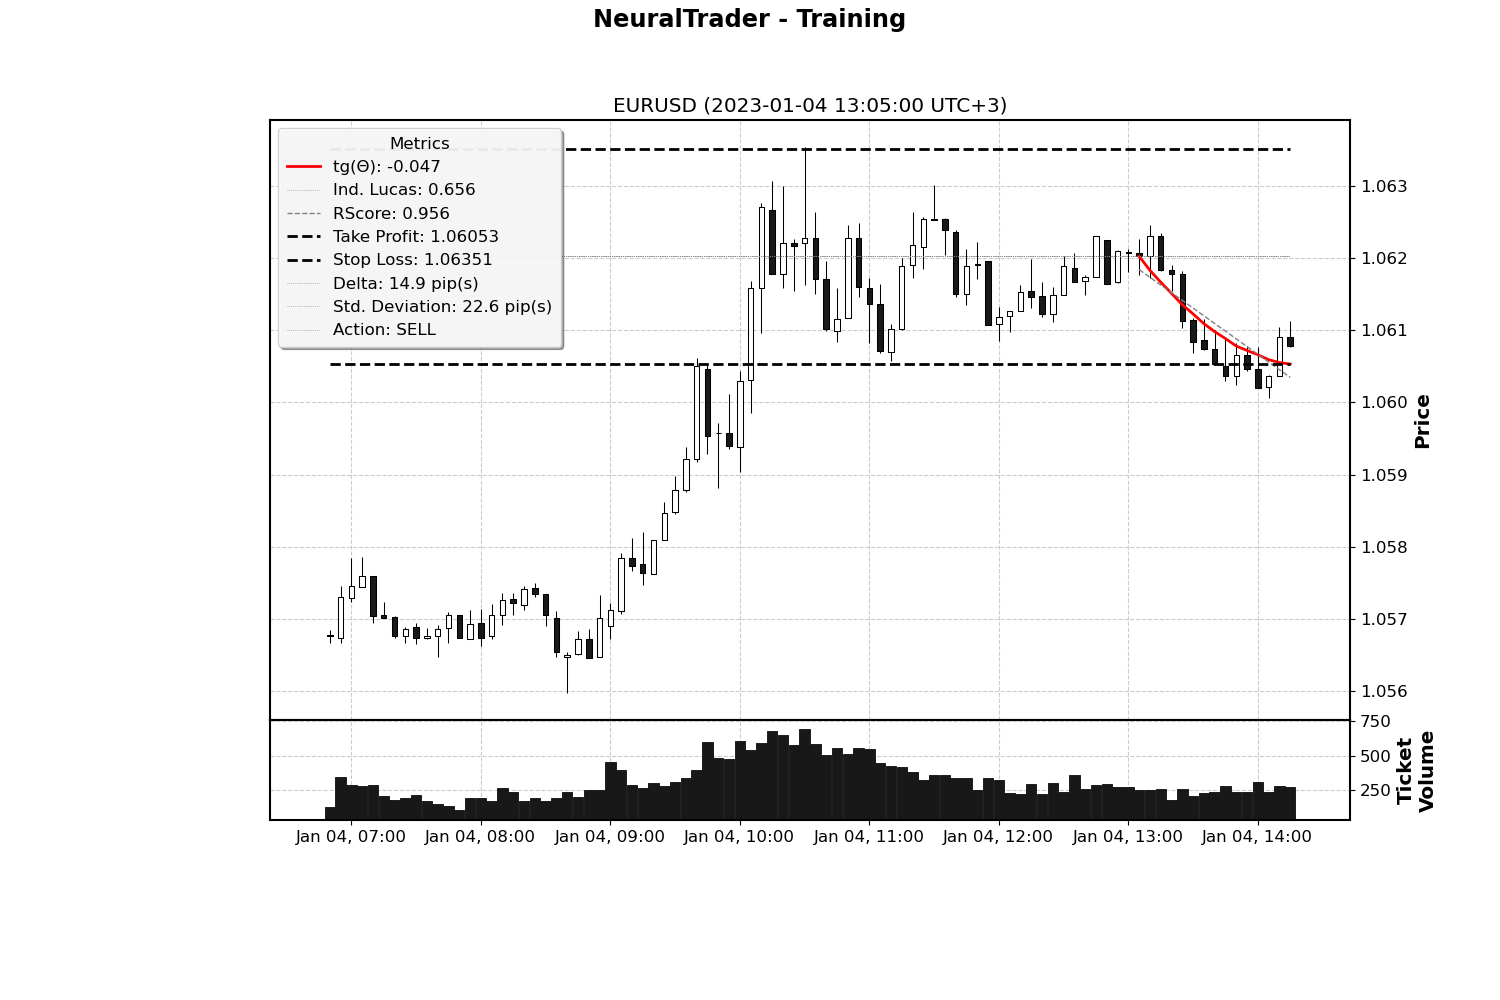 NeuralTrader - Training
EURUSD (2023-01-04 13:05:00 UTC+3)
Metrics
tg(Θ): -0.047
Ind. Lucas: 0.656
RScore: 0.956
Take Profit: 1.06053
Stop Loss: 1.06351
Delta: 14.9 pip(s)
Std. Deviation: 22.6 pip(s)
Action: SELL
1.063
1.062
1.061
1.060
1.059
1.058
1.057
1.056
Price
750
500
250
Ticket
Volume
Jan 04, 07:00
Jan 04, 08:00
Jan 04, 09:00
Jan 04, 10:00
Jan 04, 11:00
Jan 04, 12:00
Jan 04, 13:00
Jan 04, 14:00